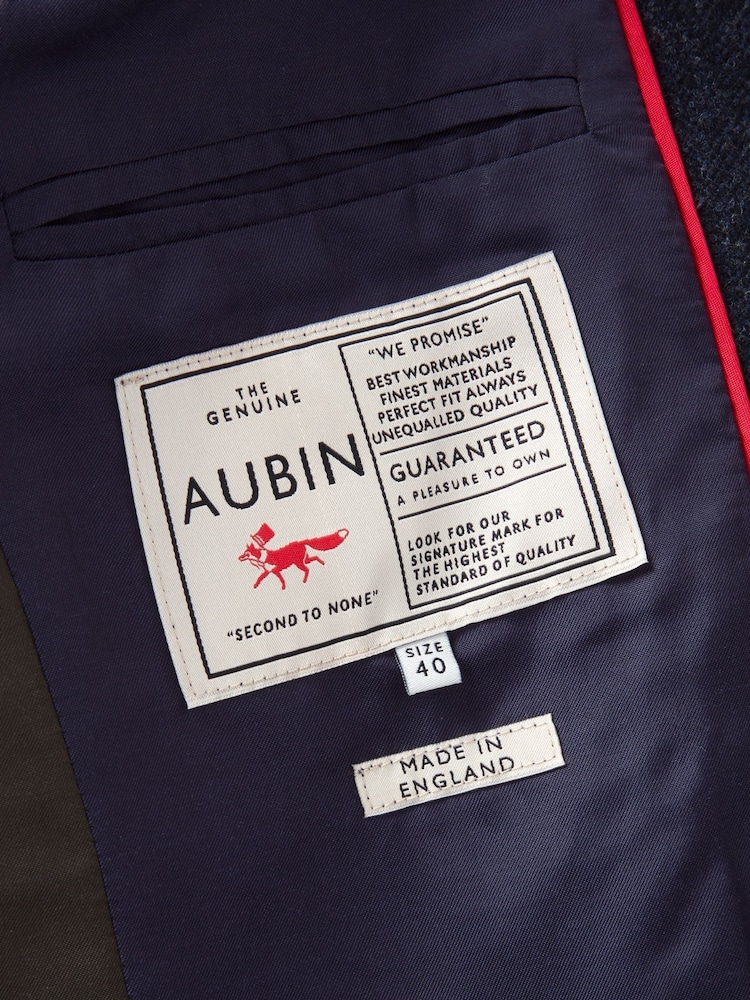 THE
GENUINE
AUBIN
"SECOND TO NONE"
"WE PROMISE"
BEST WORKMANSHIP
FINEST MATERIALS
PERFECT FIT ALWAYS
UNEQUALLED QUALITY
GUARANTEED
A PLEASURE TO OWN
LOOK FOR OUR
SIGNATURE MARK FOR
THE HIGHEST
STANDARD OF QUALITY
SIZE
40
MADE IN
ENGLAND